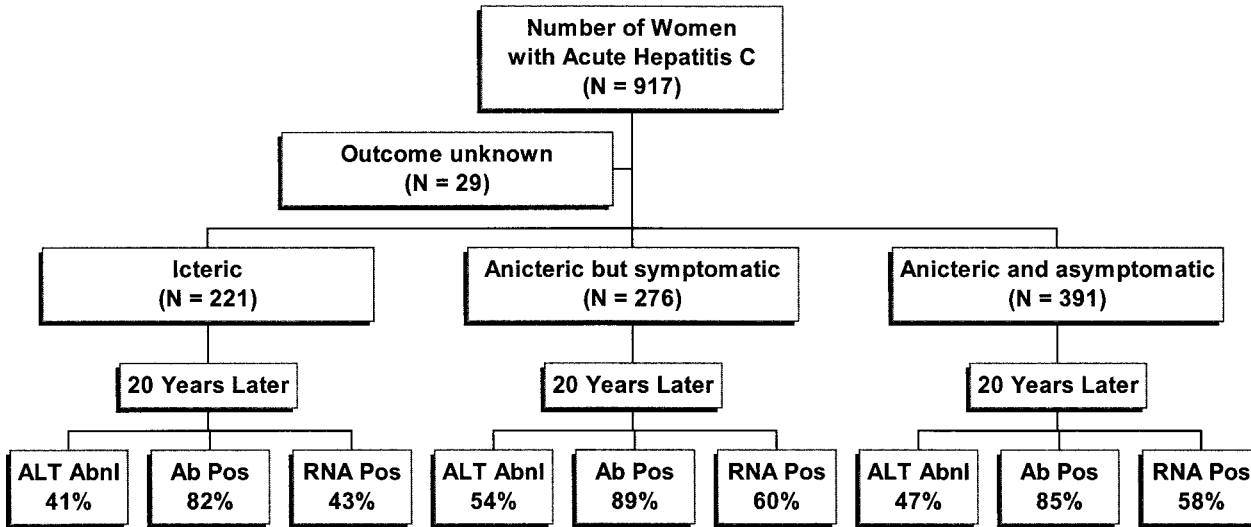 Number of Women
with Acute Hepatitis C
(N = 917)
Outcome unknown
(N = 29)
Icteric
(N = 221)
Anicteric but symptomatic
(N = 276)
Anicteric and asymptomatic
(N = 391)
20 Years Later
20 Years Later
20 Years Later
ALT Abnl
41%
Ab Pos
82%
RNA Pos
43%
ALT Abnl
54%
Ab Pos
89%
RNA Pos
60%
ALT Abnl
47%
Ab Pos
85%
RNA Pos
58%